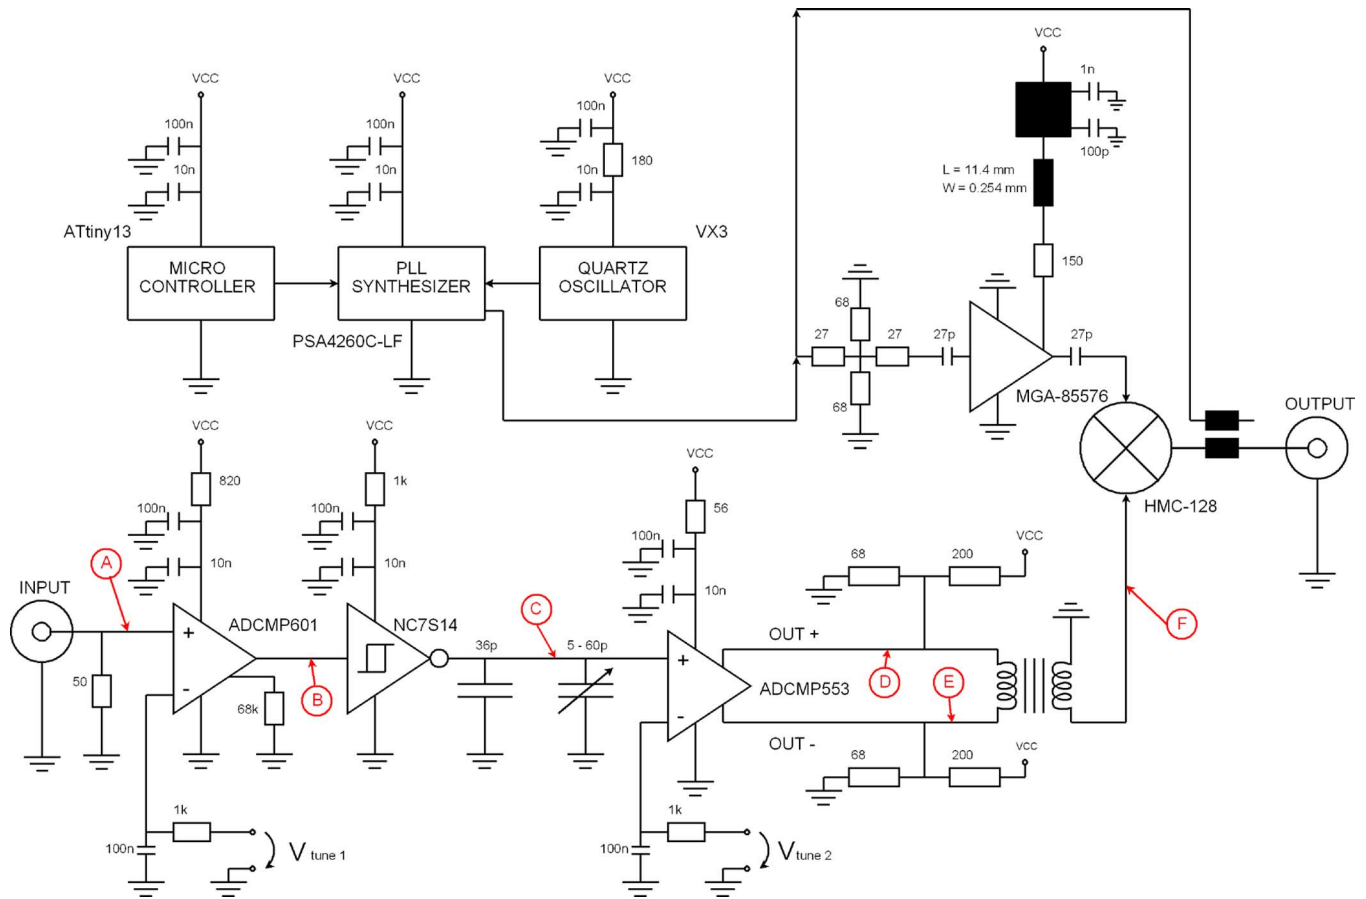 VCC
VCC
VCC
VCC
1n
100n
100n
100n
180
100p
10n
10n
10n
L = 11.4 mm
W = 0.254 mm
ATtiny13
VX3
MICRO
CONTROLLER
PLL
SYNTHESIZER
QUARTZ
OSCILLATOR
150
PSA4260C-LF
68
27
27
27p
27p
68
MGA-85576
OUTPUT
HMC-128
VCC
VCC
VCC
820
1k
56
100n
100n
100n
10n
10n
10n
VCC
68
200
INPUT
A
ADCMP601
NC7S14
C
F
36p
5 - 60p
OUT +
50
B
68k
D
E
ADCMP553
OUT -
68
200
VCC
1k
1k
100n
V tune 1
100n
V tune 2